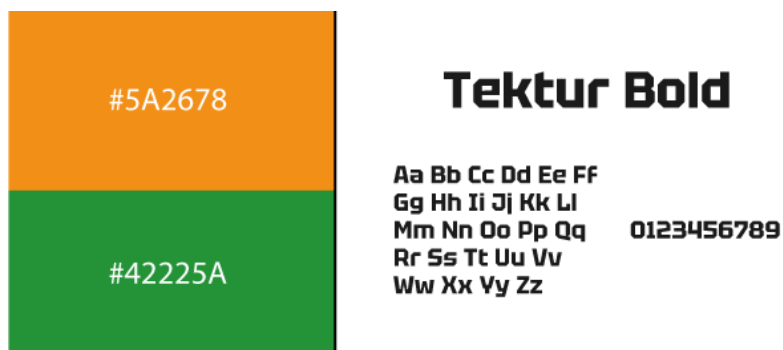 #5A2678
#42225A
Tektur Bold
Aa Bb Cc Dd Ee Ff
Gg Hh Ii Jj Kk Ll
Mm Nn Oo Pp Qq
Rr Ss Tt Uu Vv
Ww Xx Yy Zz
0123456789